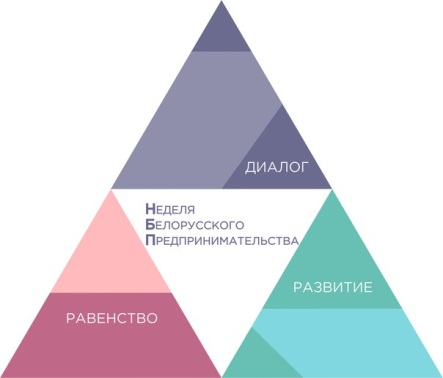 ДИАЛОГ
НЕДЕЛЯ
БЕЛОРУССКОГО
ПРЕДПРИНИМАТЕЛЬСТВА
РАЗВИТИЕ
РАВЕНСТВО